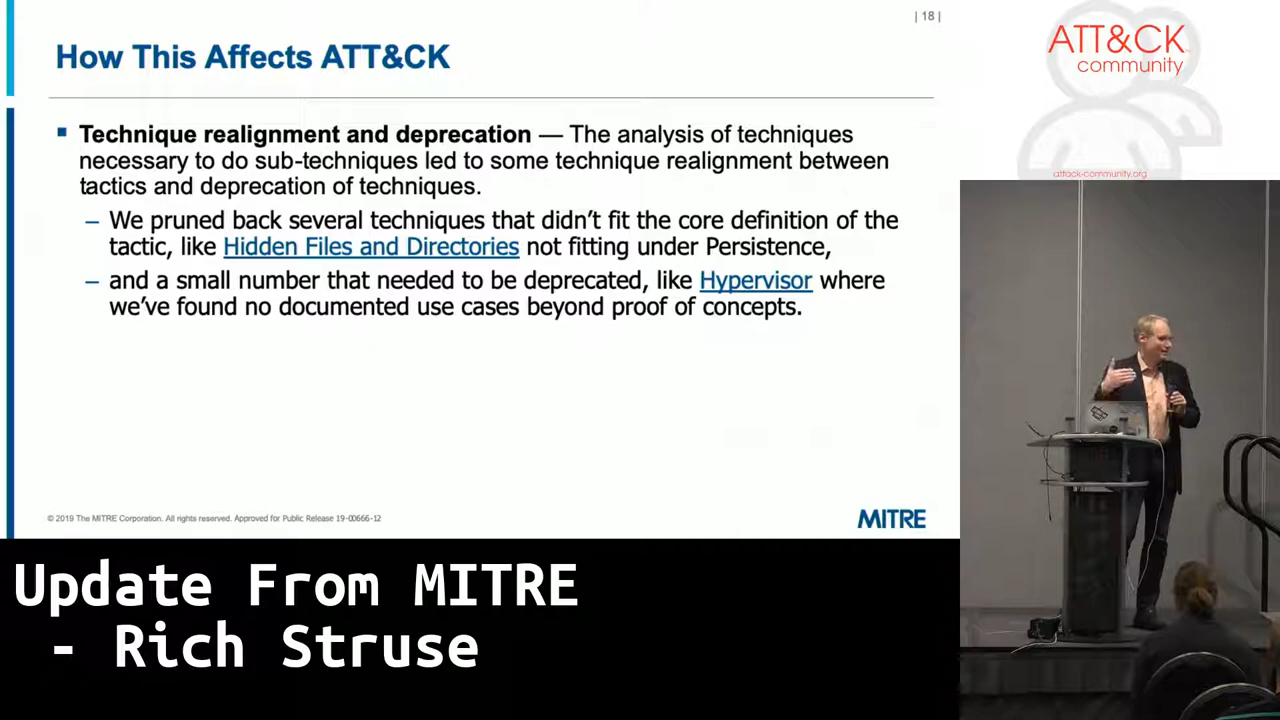 | 18 |
How This Affects ATT&CK
▪ Technique realignment and deprecation — The analysis of techniques
necessary to do sub-techniques led to some technique realignment between
tactics and deprecation of techniques.
– We pruned back several techniques that didn’t fit the core definition of the
tactic, like Hidden Files and Directories not fitting under Persistence,
– and a small number that needed to be deprecated, like Hypervisor where
we’ve found no documented use cases beyond proof of concepts.
© 2019 The MITRE Corporation. All rights reserved. Approved for Public Release 19-00666-12
MITRE
ATT&CK
community
attack-community.org
Update From MITRE
- Rich Struse